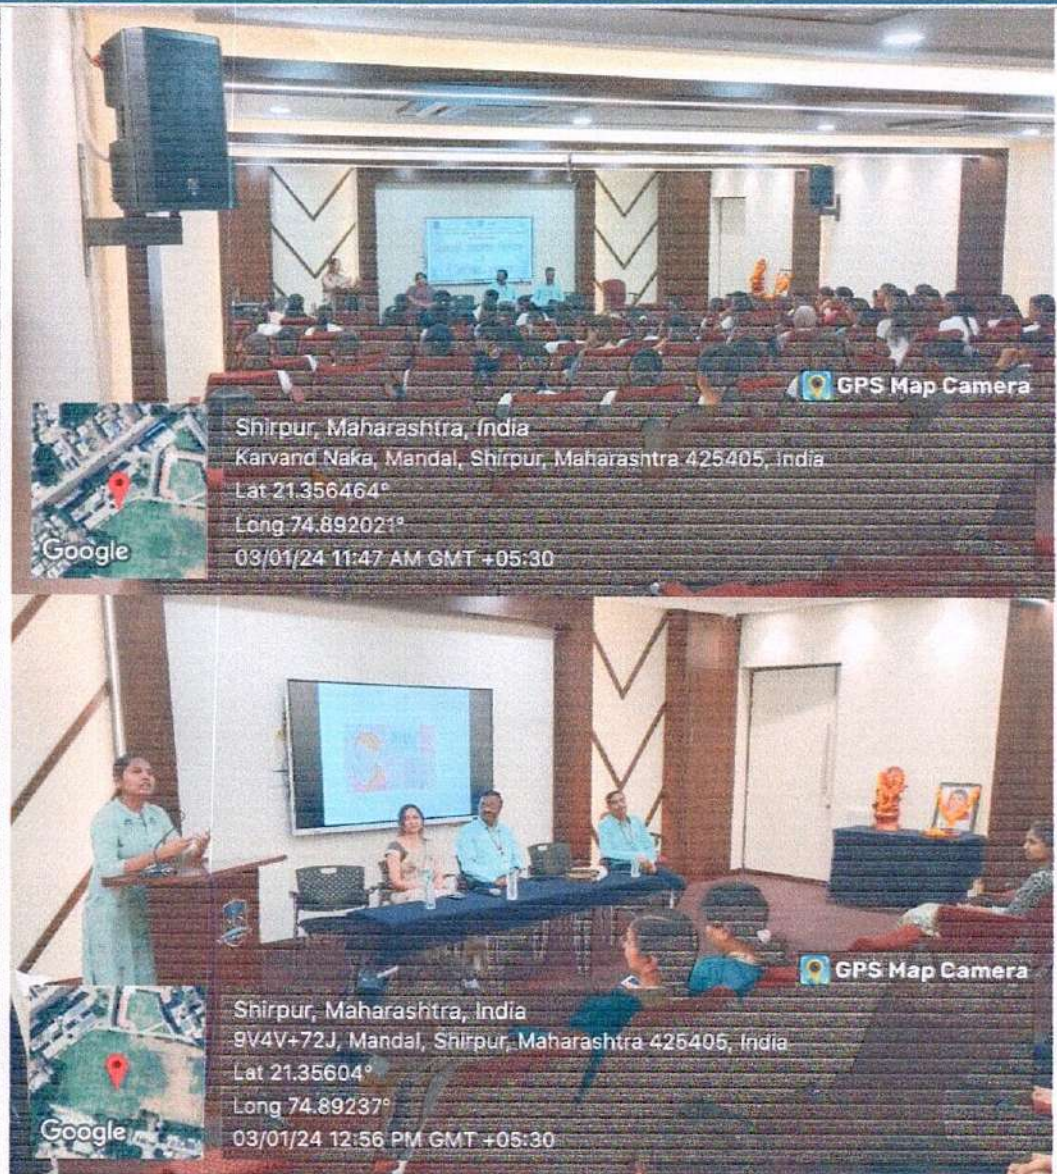 GPS Map Camera
Shirpur, Maharashtra, India
Karvand Naka, Mandal, Shirpur, Maharashtra 425405, India
Lat 21.356464°
Long 74.892021°
03/01/24 11:47 AM GMT +05:30
Google
GPS Map Camera
Shirpur, Maharashtra, India
9V4V+72J, Mandal, Shirpur, Maharashtra 425405, India
Lat 21.35604°
Long 74.89237°
03/01/24 12:56 PM GMT +05:30
Google